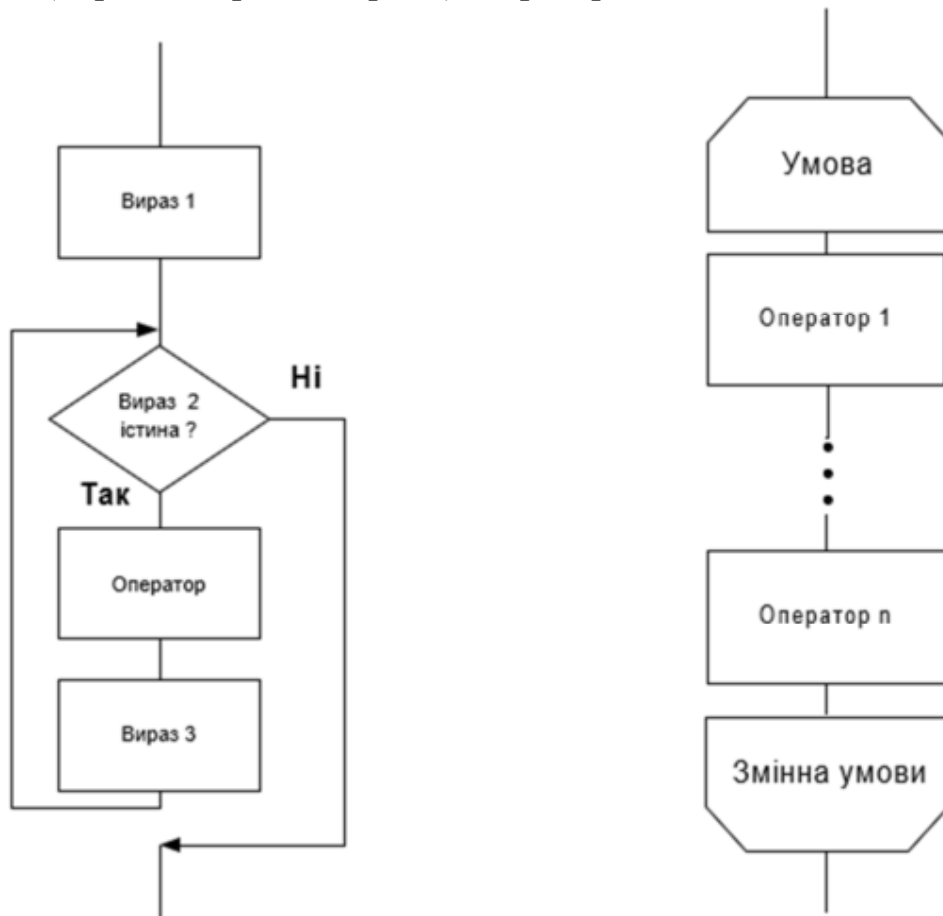 Вираз 1
Вираз 2
істина ?
Ні
Так
Оператор
Вираз 3
Умова
Оператор 1
Оператор n
Змінна умови